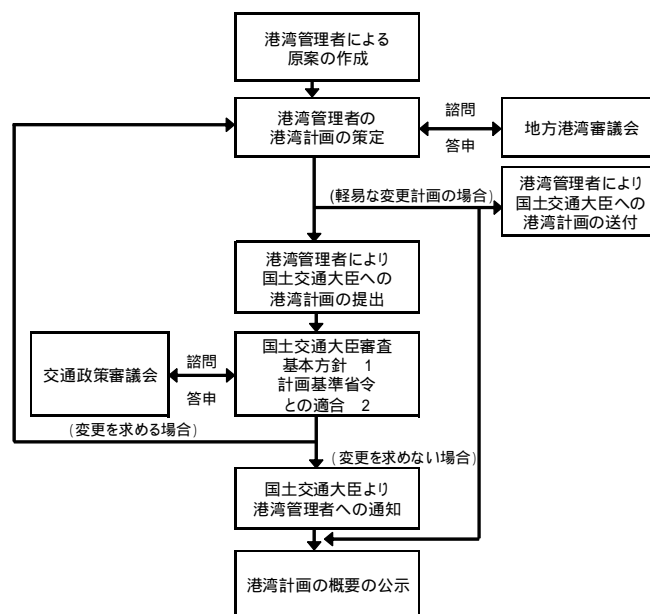 港湾管理者による
原案の作成
港湾管理者の
港湾計画の策定
諮問
答申
地方港湾審議会
(軽易な変更計画の場合)
港湾管理者により
国土交通大臣への
港湾計画の送付
港湾管理者により
国土交通大臣への
港湾計画の提出
交通政策審議会
諮問
答申
国土交通大臣審査
基本方針 1
計画基準省令
との適合 2
(変更を求める場合)
(変更を求めない場合)
国土交通大臣より
港湾管理者への通知
港湾計画の概要の公示